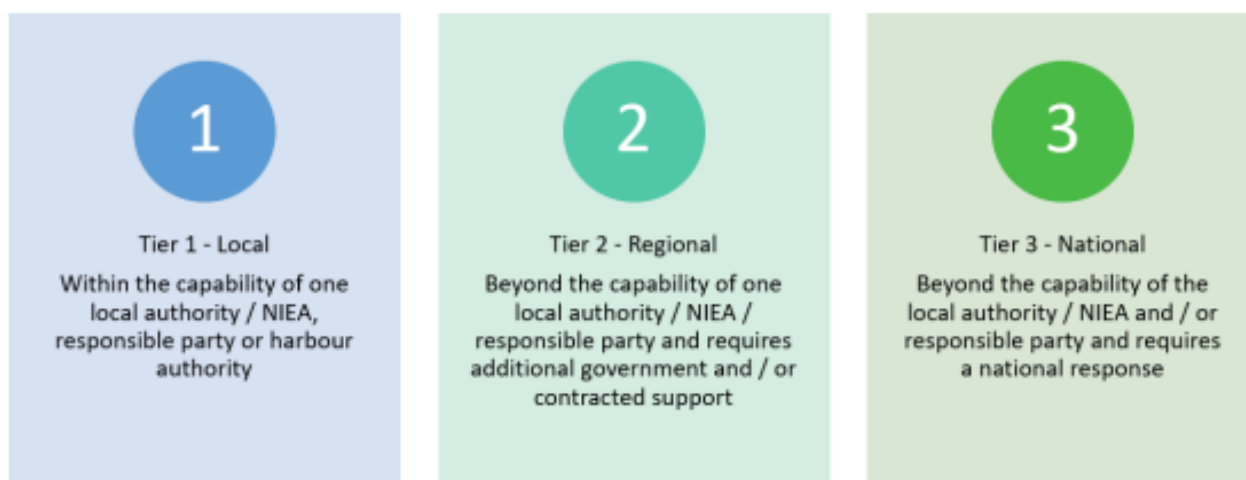 1
Tier 1 - Local
Within the capability of one
local authority / NIEA,
responsible party or harbour
authority
2
Tier 2 - Regional
Beyond the capability of one
local authority / NIEA /
responsible party and requires
additional government and / or
contracted support
3
Tier 3 - National
Beyond the capability of the
local authority / NIEA and / or
responsible party and requires
a national response